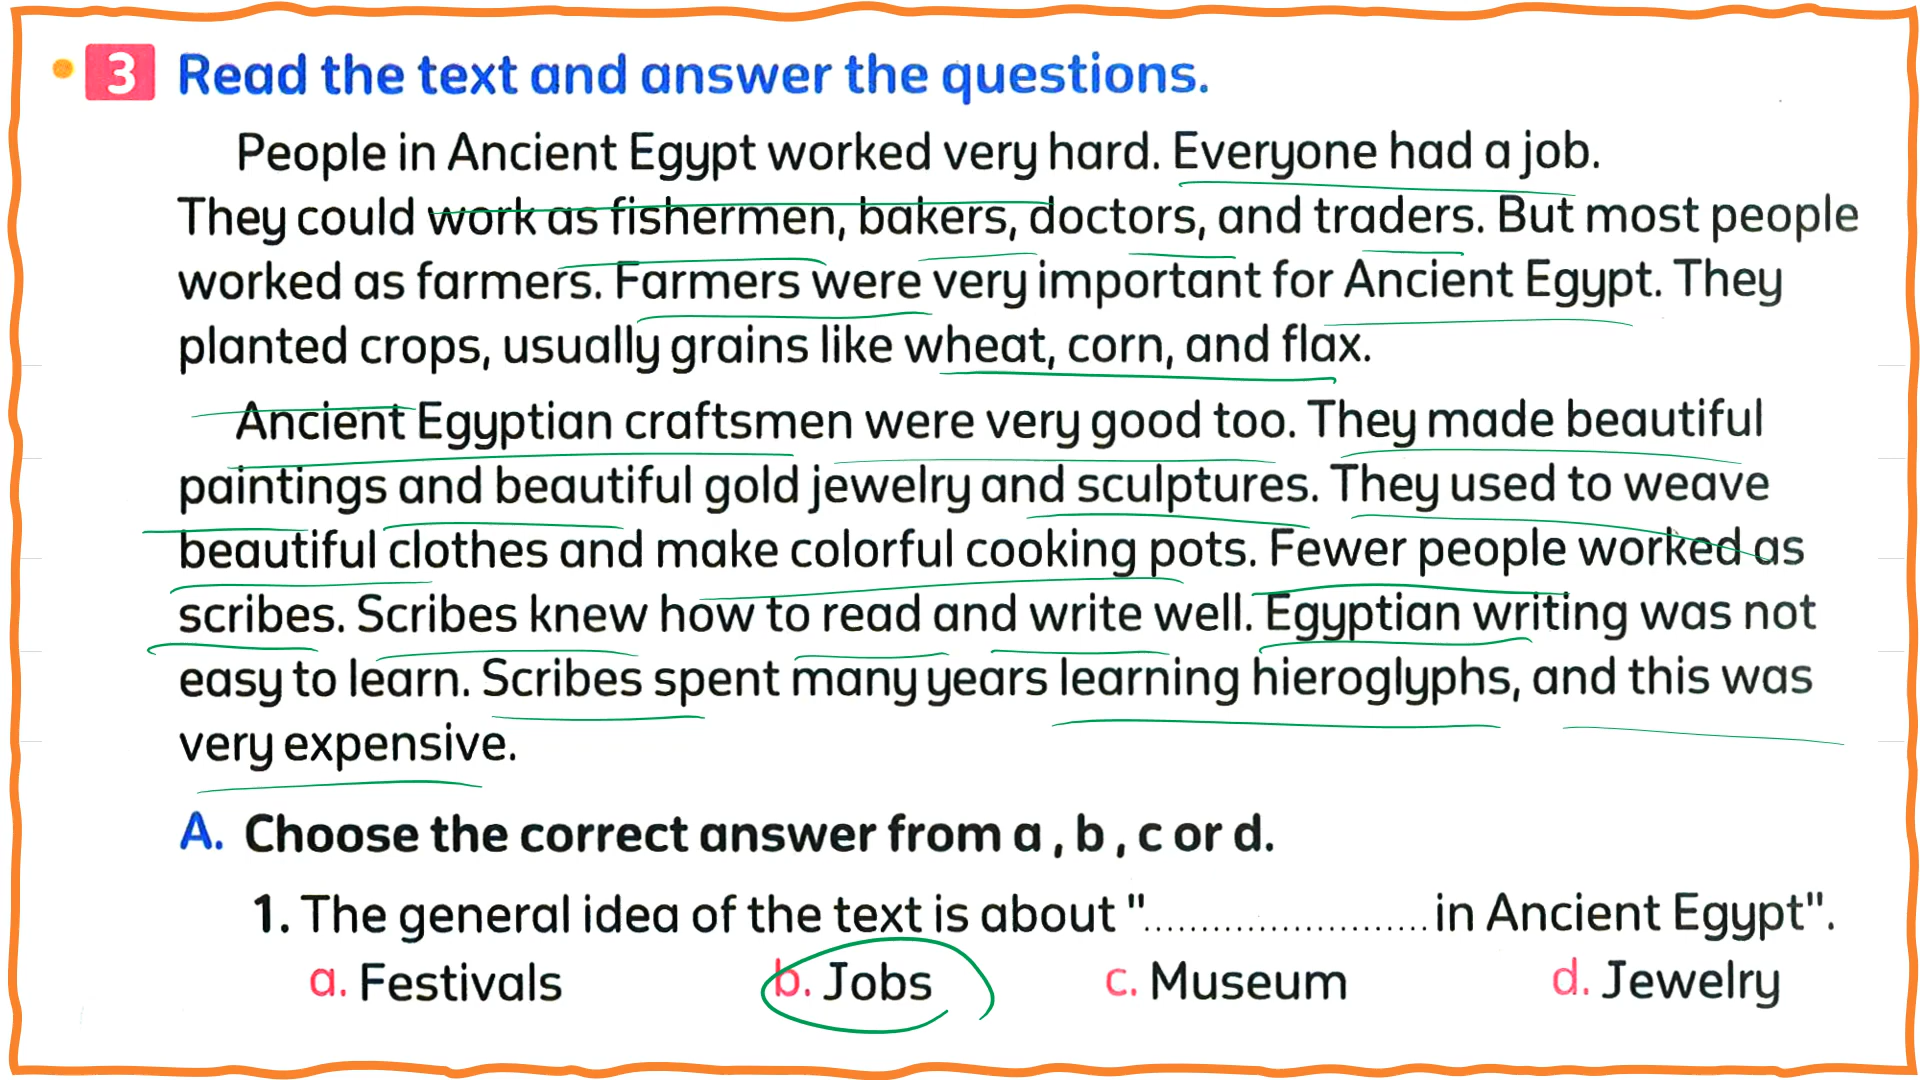 3 Read the text and answer the questions.
People in Ancient Egypt worked very hard. Everyone had a job.
They could work as fishermen, bakers, doctors, and traders. But most people
worked as farmers. Farmers were very important for Ancient Egypt. They
planted crops, usually grains like wheat, corn, and flax.
Ancient Egyptian craftsmen were very good too. They made beautiful
paintings and beautiful gold jewelry and sculptures. They used to weave
beautiful clothes and make colorful cooking pots. Fewer people worked as
scribes. Scribes knew how to read and write well. Egyptian writing was not
easy to learn. Scribes spent many years learning hieroglyphs, and this was
very expensive.
A. Choose the correct answer from a , b , c or d.
1. The general idea of the text is about "........................ in Ancient Egypt".
a. Festivals b. Jobs c. Museum d. Jewelry